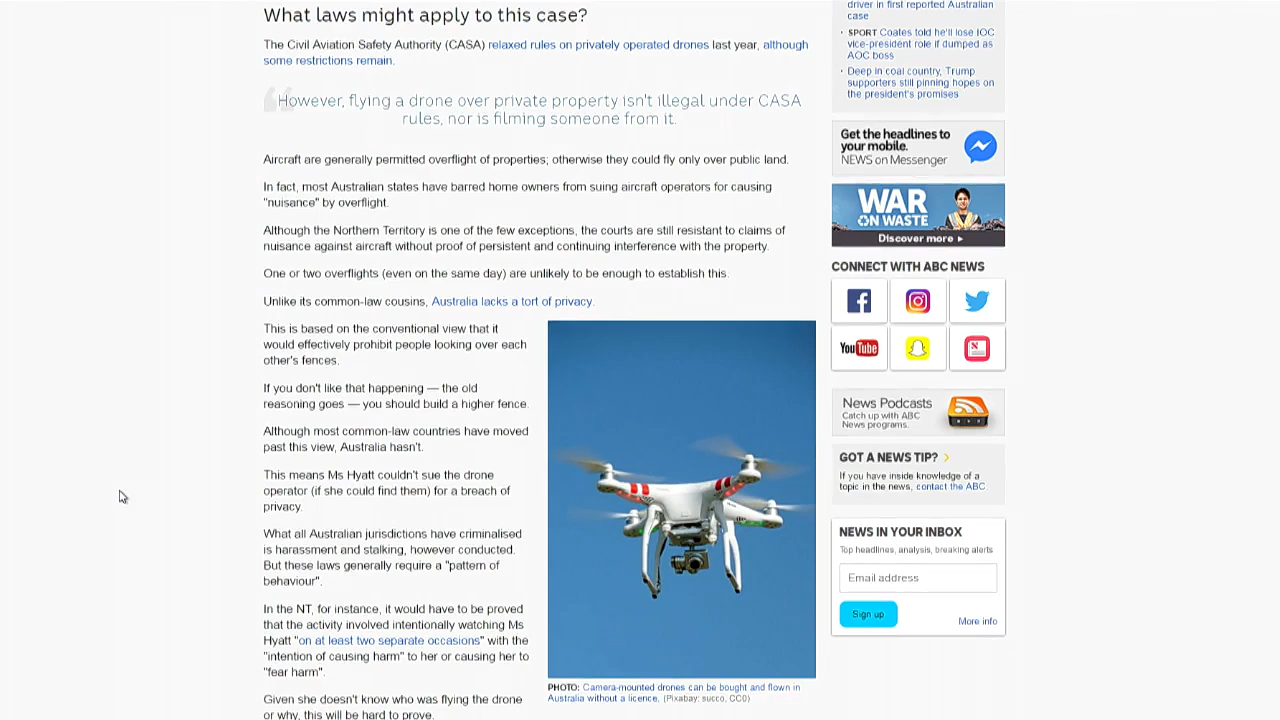 What laws might apply to this case?
The Civil Aviation Safety Authority (CASA) relaxed rules on privately operated drones last year, although
some restrictions remain.
However, flying a drone over private property isn't illegal under CASA
rules, nor is filming someone from it.
Aircraft are generally permitted overflight of properties; otherwise they could fly only over public land.
In fact, most Australian states have barred home owners from suing aircraft operators for causing
"nuisance" by overflight.
Although the Northern Territory is one of the few exceptions, the courts are still resistant to claims of
nuisance against aircraft without proof of persistent and continuing interference with the property.
One or two overflights (even on the same day) are unlikely to be enough to establish this.
Unlike its common-law cousins, Australia lacks a tort of privacy.
This is based on the conventional view that it
would effectively prohibit people looking over each
other's fences.
If you don't like that happening — the old
reasoning goes — you should build a higher fence.
Although most common-law countries have moved
past this view, Australia hasn't.
This means Ms Hyatt couldn't sue the drone
operator (if she could find them) for a breach of
privacy.
What all Australian jurisdictions have criminalised
is harassment and stalking, however conducted.
But these laws generally require a "pattern of
behaviour".
In the NT, for instance, it would have to be proved
that the activity involved intentionally watching Ms
Hyatt "on at least two separate occasions" with the
"intention of causing harm" to her or causing her to
"fear harm".
Given she doesn't know who was flying the drone
or why, this will be hard to prove.
PHOTO: Camera-mounted drones can be bought and flown in
Australia without a licence. (Pixabay: succo, CC0)
driver in first reported Australian
case
SPORT Coates told he'll lose IOC
vice-president role if dumped as
AOC boss
Deep in coal country, Trump
supporters still pinning hopes on
the president's promises
Get the headlines to
your mobile.
NEWS on Messenger
WAR
ON WASTE
Discover more ▸
CONNECT WITH ABC NEWS
YouTube
News Podcasts
Catch up with ABC
News programs.
GOT A NEWS TIP?
If you have inside knowledge of a
topic in the news, contact the ABC.
NEWS IN YOUR INBOX
Top headlines, analysis, breaking alerts
Email address
Sign up
More info